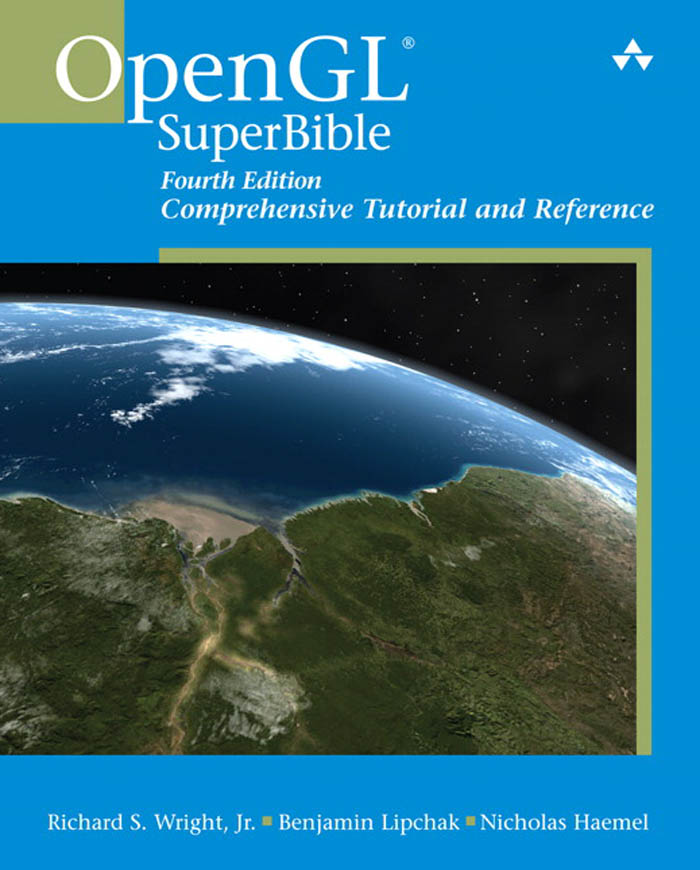 OpenGL®
SuperBible
Fourth Edition
Comprehensive Tutorial and Reference
Richard S. Wright, Jr. ■ Benjamin Lipchak ■ Nicholas Haemel